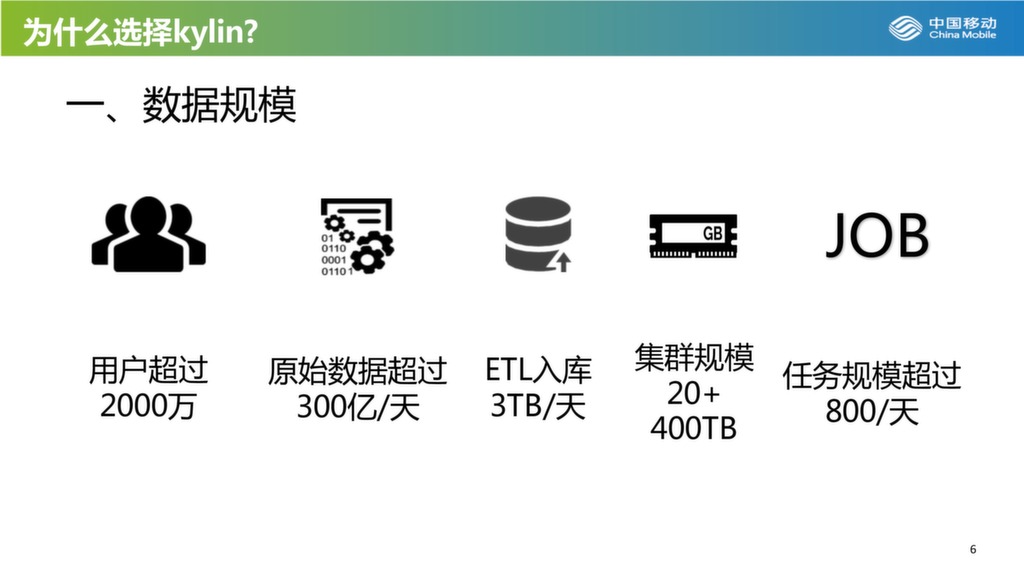 为什么选择kylin?
中国移动
China Mobile
一、数据规模
01
0110
0001
01101
GB
JOB
用户超过
2000万
原始数据超过
300亿/天
ETL入库
3TB/天
集群规模
20+
400TB
任务规模超过
800/天
6